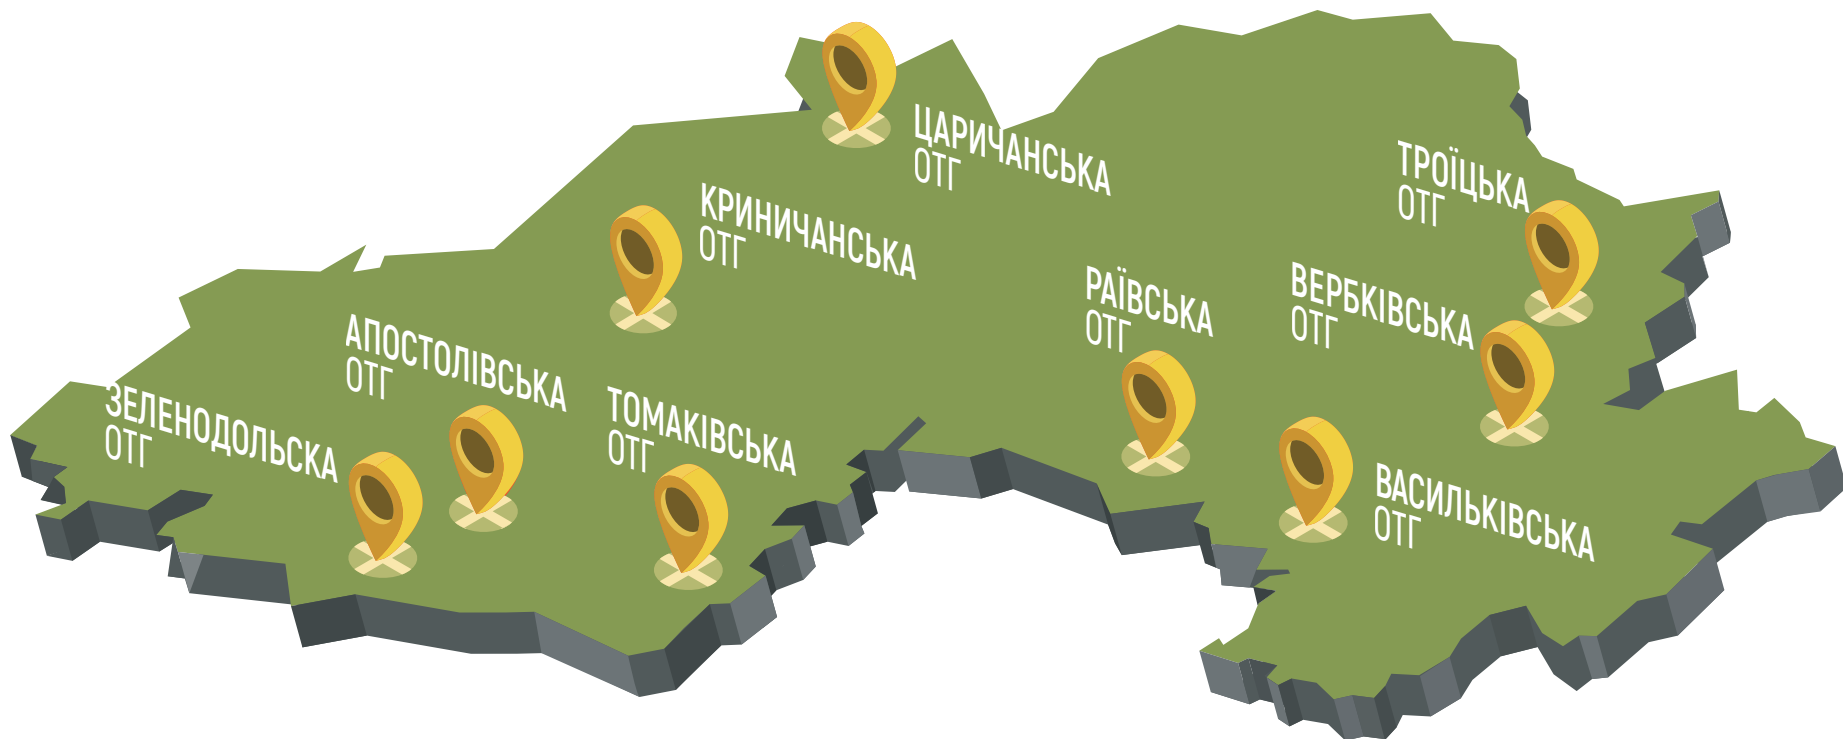 ЦАРИЧАНСЬКА
ОТГ
КРИНИЧАНСЬКА
ОТГ
ТРОЇЦЬКА
ОТГ
РАЇВСЬКА
ОТГ
ВЕРБКІВСЬКА
ОТГ
АПОСТОЛІВСЬКА
ОТГ
ЗЕЛЕНОДОЛЬСКА
ОТГ
ТОМАКІВСЬКА
ОТГ
ВАСИЛЬКІВСЬКА
ОТГ